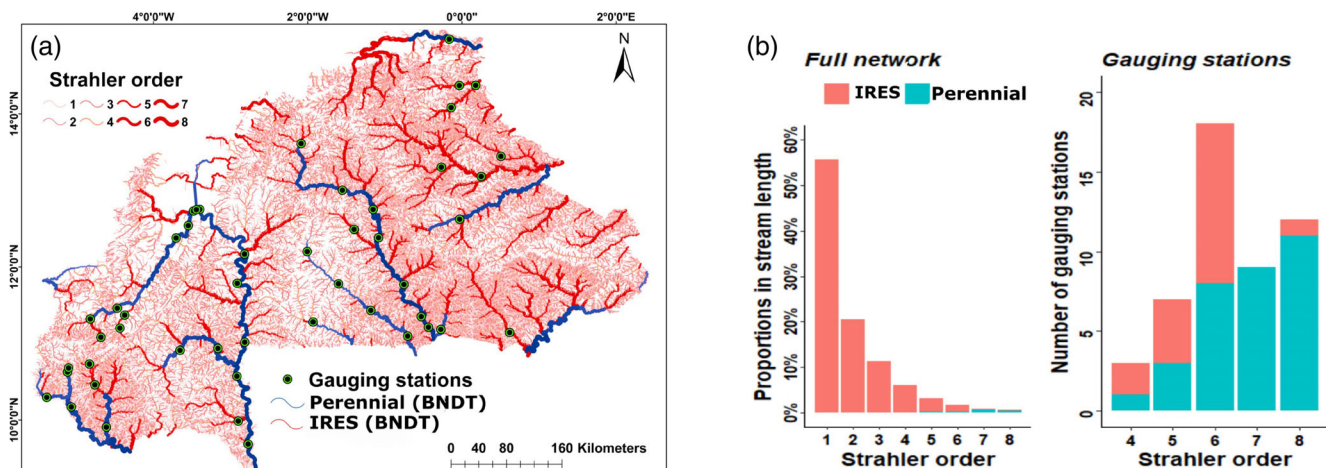 (a)
4°0'0"W
2°0'0"W
0°0'0"
2°0'0"E
14°0'0"N
12°0'0"N
10°0'0"N
N
Strahler order
1 3 5 7
2 4 6 8
Gauging stations
Perennial (BNDT)
IRES (BNDT)
0 40 80 160 Kilometers
(b)
Full network
IRES Perennial
Proportions in stream length
60%
50%
40%
30%
20%
10%
0%
1 2 3 4 5 6 7 8
Strahler order
Gauging stations
Number of gauging stations
20
15
10
5
0
4 5 6 7 8
Strahler order